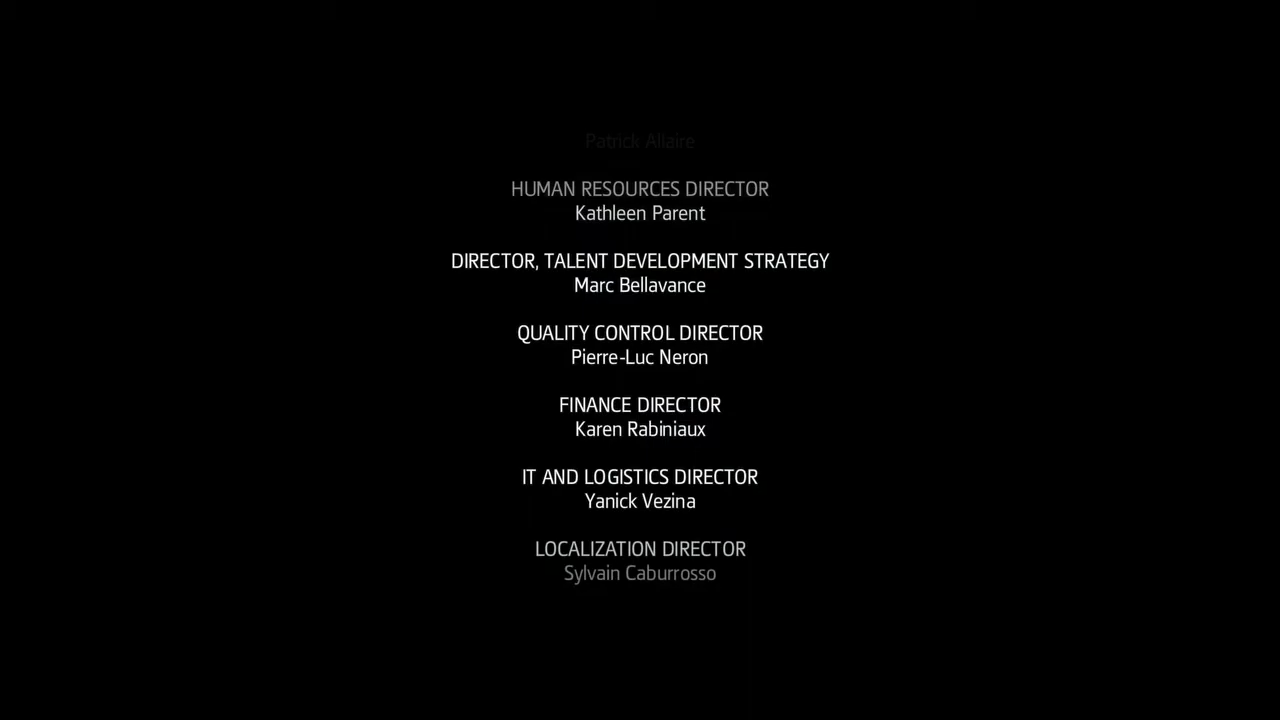 Patrick Allaire
HUMAN RESOURCES DIRECTOR
Kathleen Parent
DIRECTOR, TALENT DEVELOPMENT STRATEGY
Marc Bellavance
QUALITY CONTROL DIRECTOR
Pierre-Luc Neron
FINANCE DIRECTOR
Karen Rabiniaux
IT AND LOGISTICS DIRECTOR
Yanick Vezina
LOCALIZATION DIRECTOR
Sylvain Caburrosso